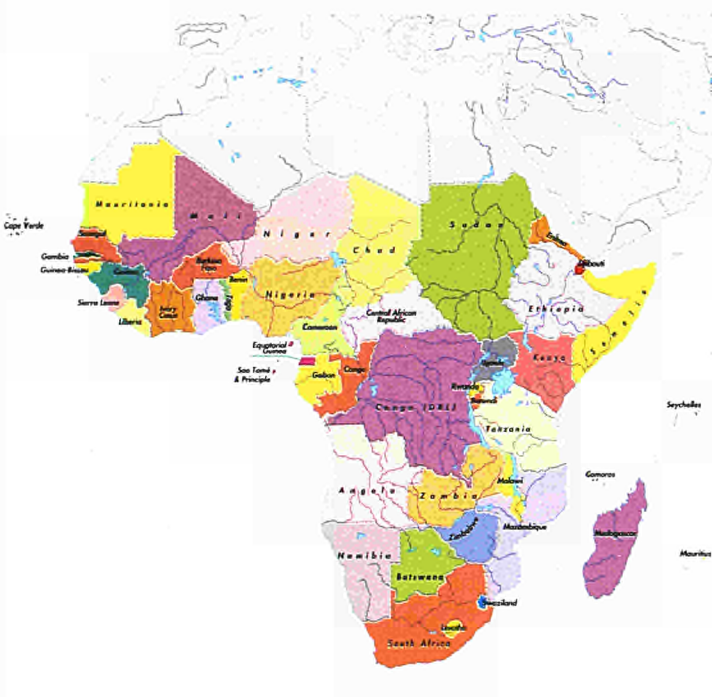 Mauritania
Mali
Niger
Chad
Sudan
Eritrea
Cape Verde
Senegal
Gambia
Guinea-Bissau
Guinea
Burkina
Faso
Benin
Nigeria
Djibouti
Ethiopia
Somalia
Sierra Leone
Liberia
Ivory
Coast
Ghana
Togo
Cameroon
Central African
Republic
Equatorial
Guinea
Sao Tomé
& Principe
Gabon
Congo
Congo (DRC)
Uganda
Kenya
Rwanda
Burundi
Tanzania
Seychelles
Angola
Zambia
Malawi
Comoros
Zimbabwe
Mozambique
Madagascar
Mauritius
Namibia
Botswana
Swaziland
Lesotho
South Africa